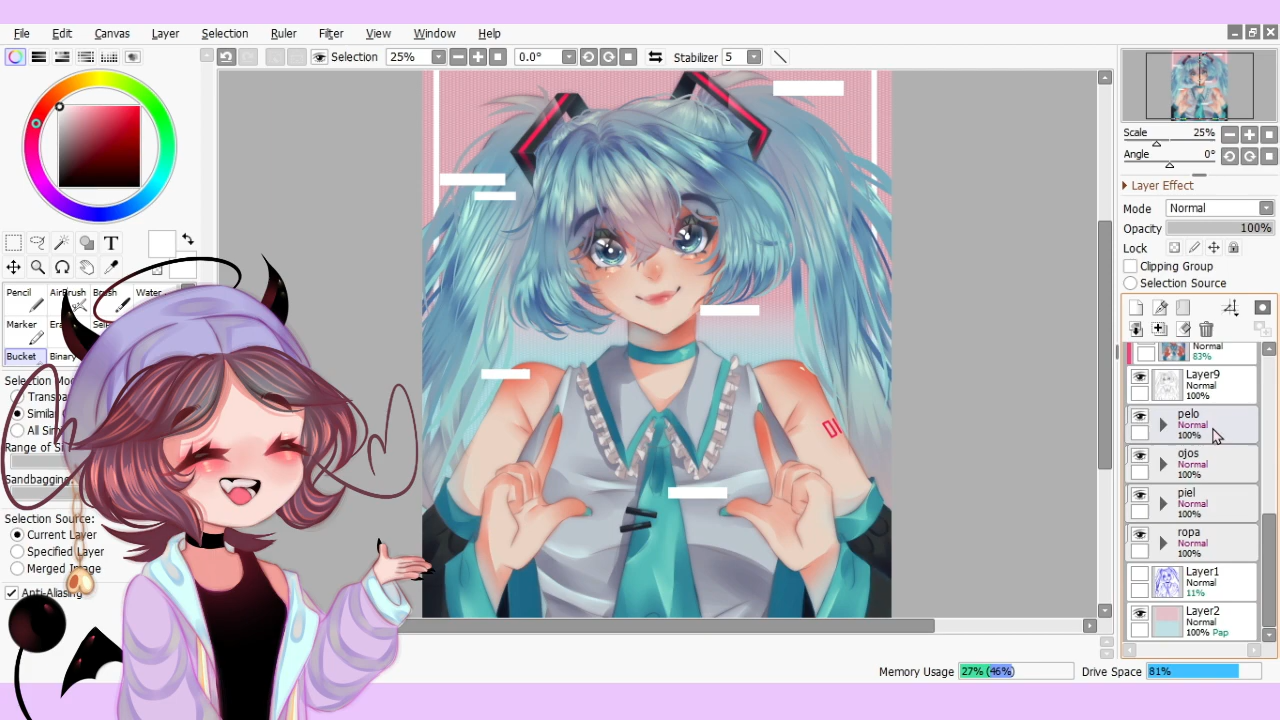 File Edit Canvas Layer Selection Ruler Filter View Window Help
Selection 25% 0.0° Stabilizer 5
Scale 25%
Angle 0°
Layer Effect
Mode Normal
Opacity 100%
Lock
Clipping Group
Selection Source
T
Pencil AirBrush Brush Water
Marker
Bucket Binary
Normal
83%
Layer9
Normal
100%
pelo
Normal
100%
ojos
Normal
100%
piel
Normal
100%
ropa
Normal
100%
Layer1
Normal
11%
Layer2
Normal
100% Pap
Range of
Sandbagging
Selection Source:
Current Layer
Specified Layer
Merged Image
Anti-Aliasing
Memory Usage 27% (46%) Drive Space 81%